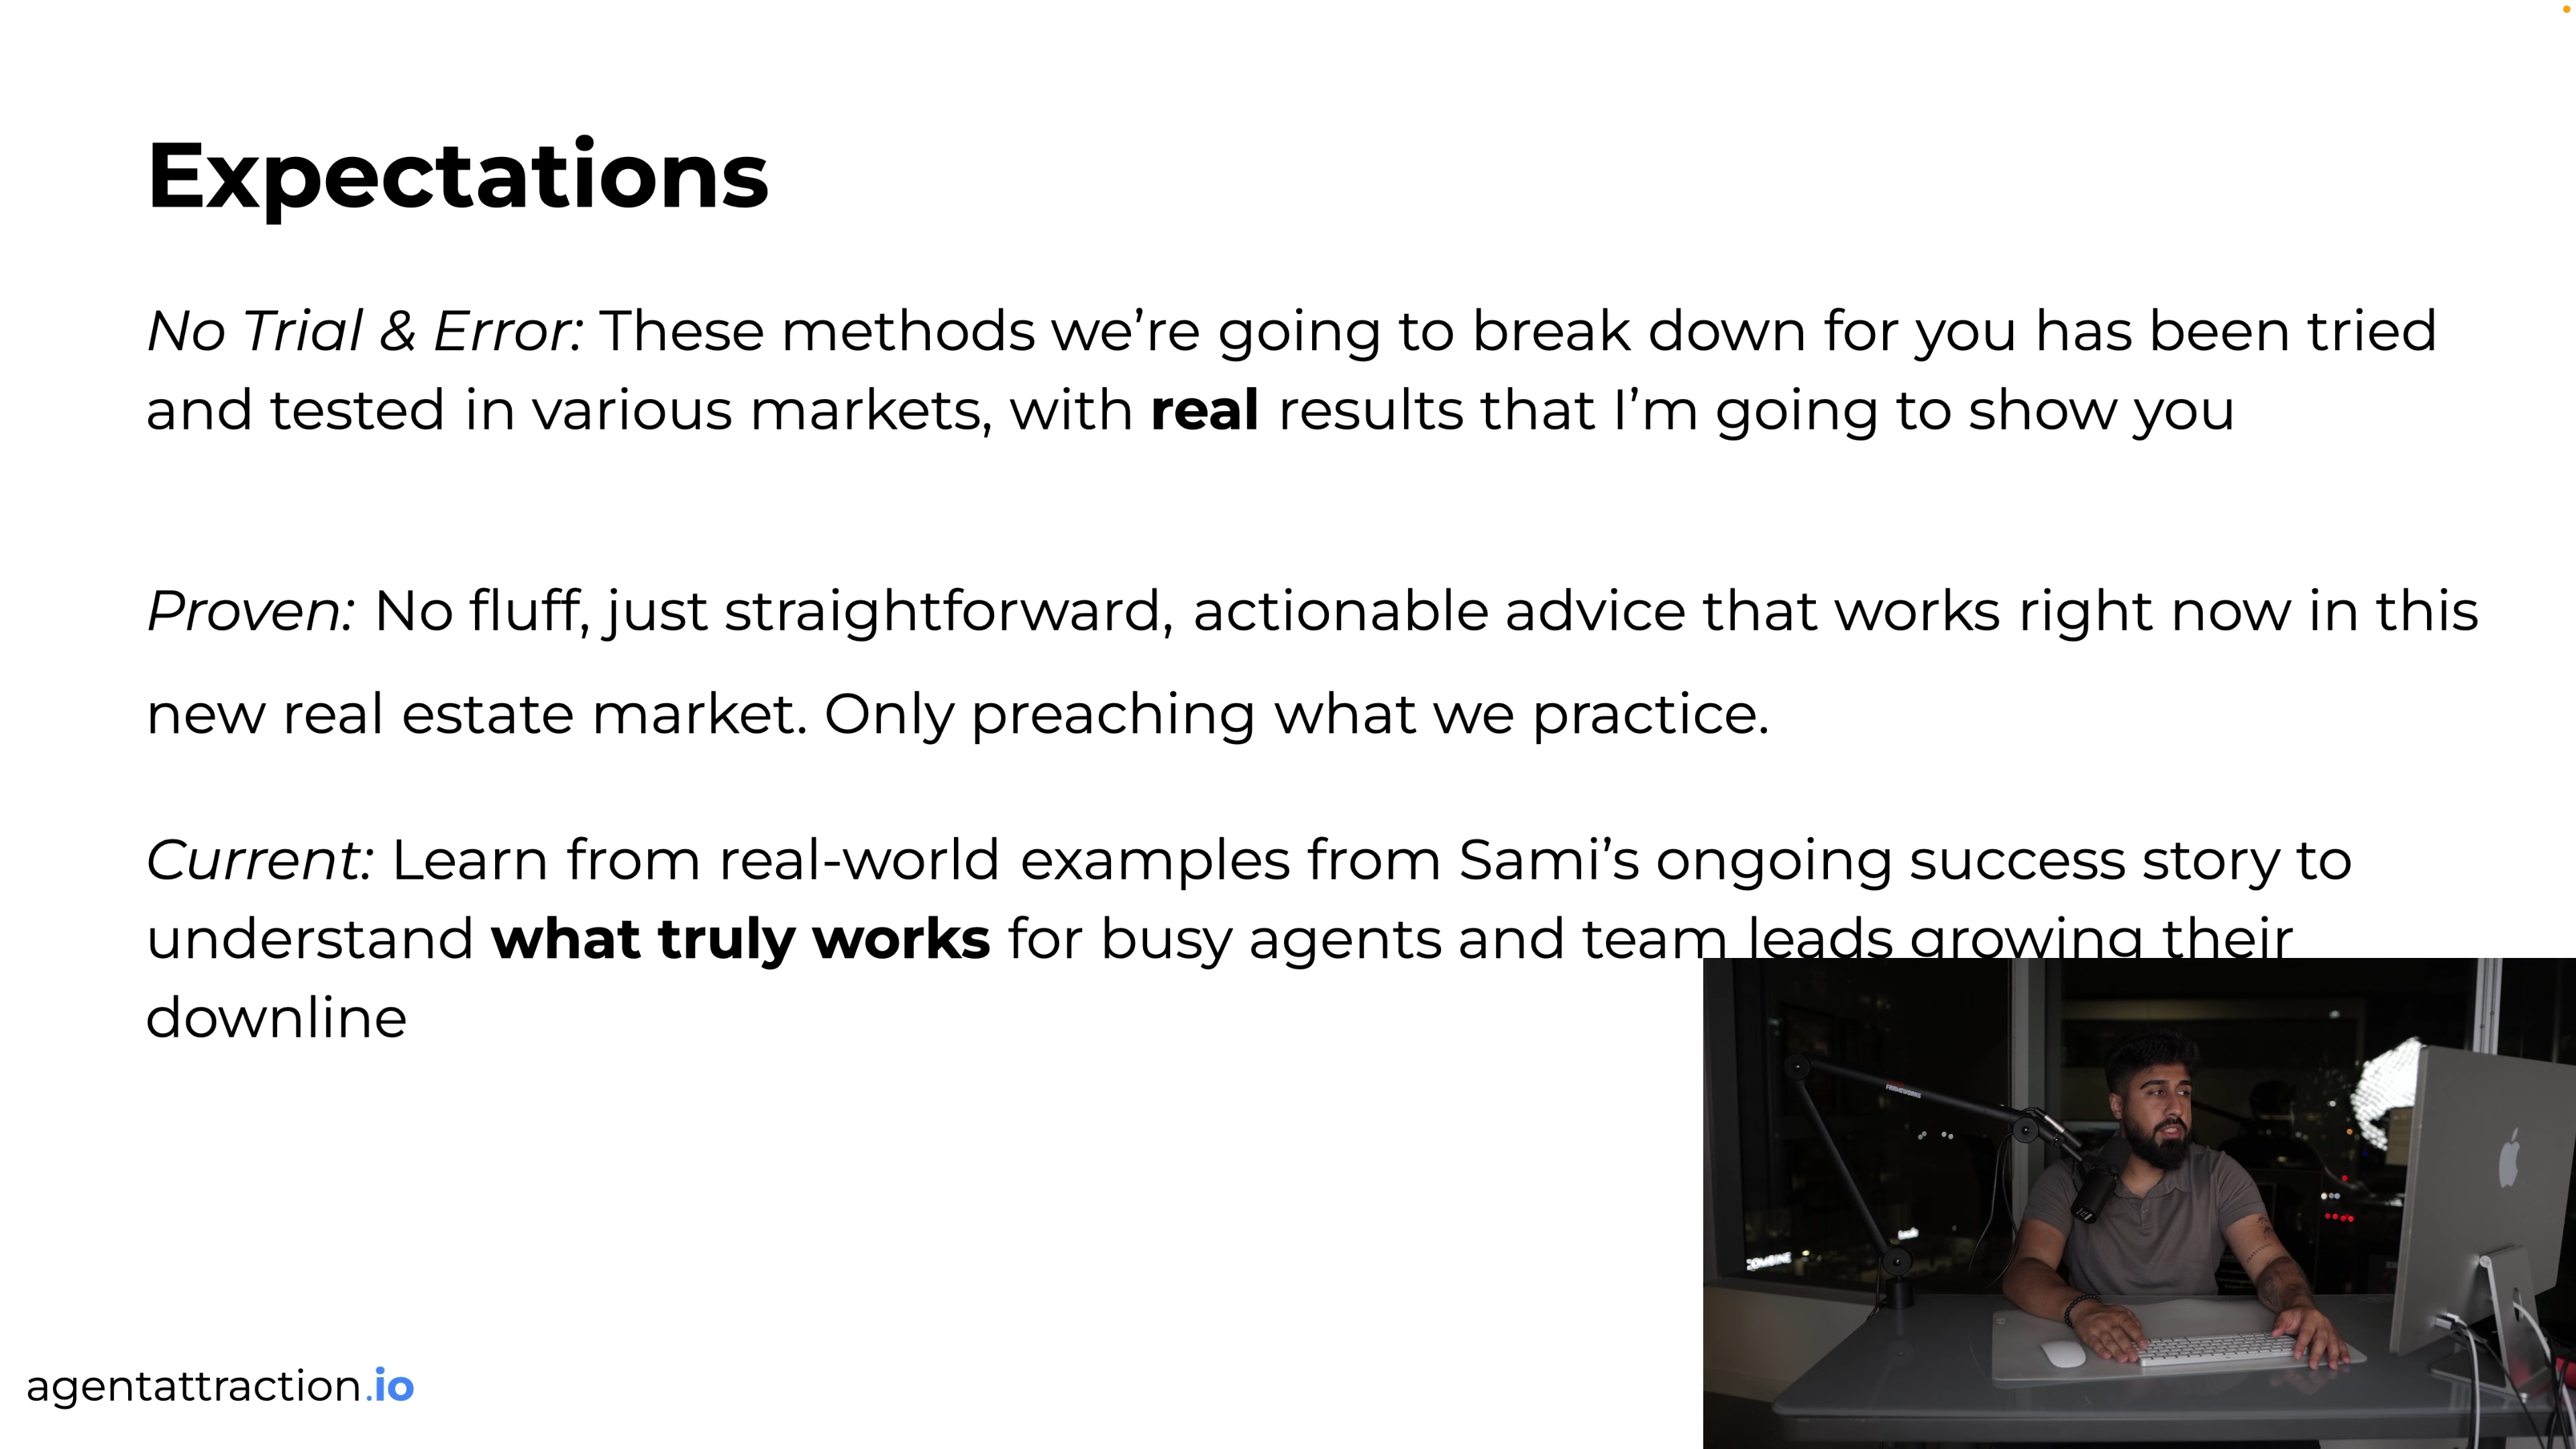 Expectations
No Trial & Error: These methods we’re going to break down for you has been tried
and tested in various markets, with real results that I’m going to show you
Proven: No fluff, just straightforward, actionable advice that works right now in this
new real estate market. Only preaching what we practice.
Current: Learn from real-world examples from Sami’s ongoing success story to
understand what truly works for busy agents and team leads growing their
downline
agentattraction.io